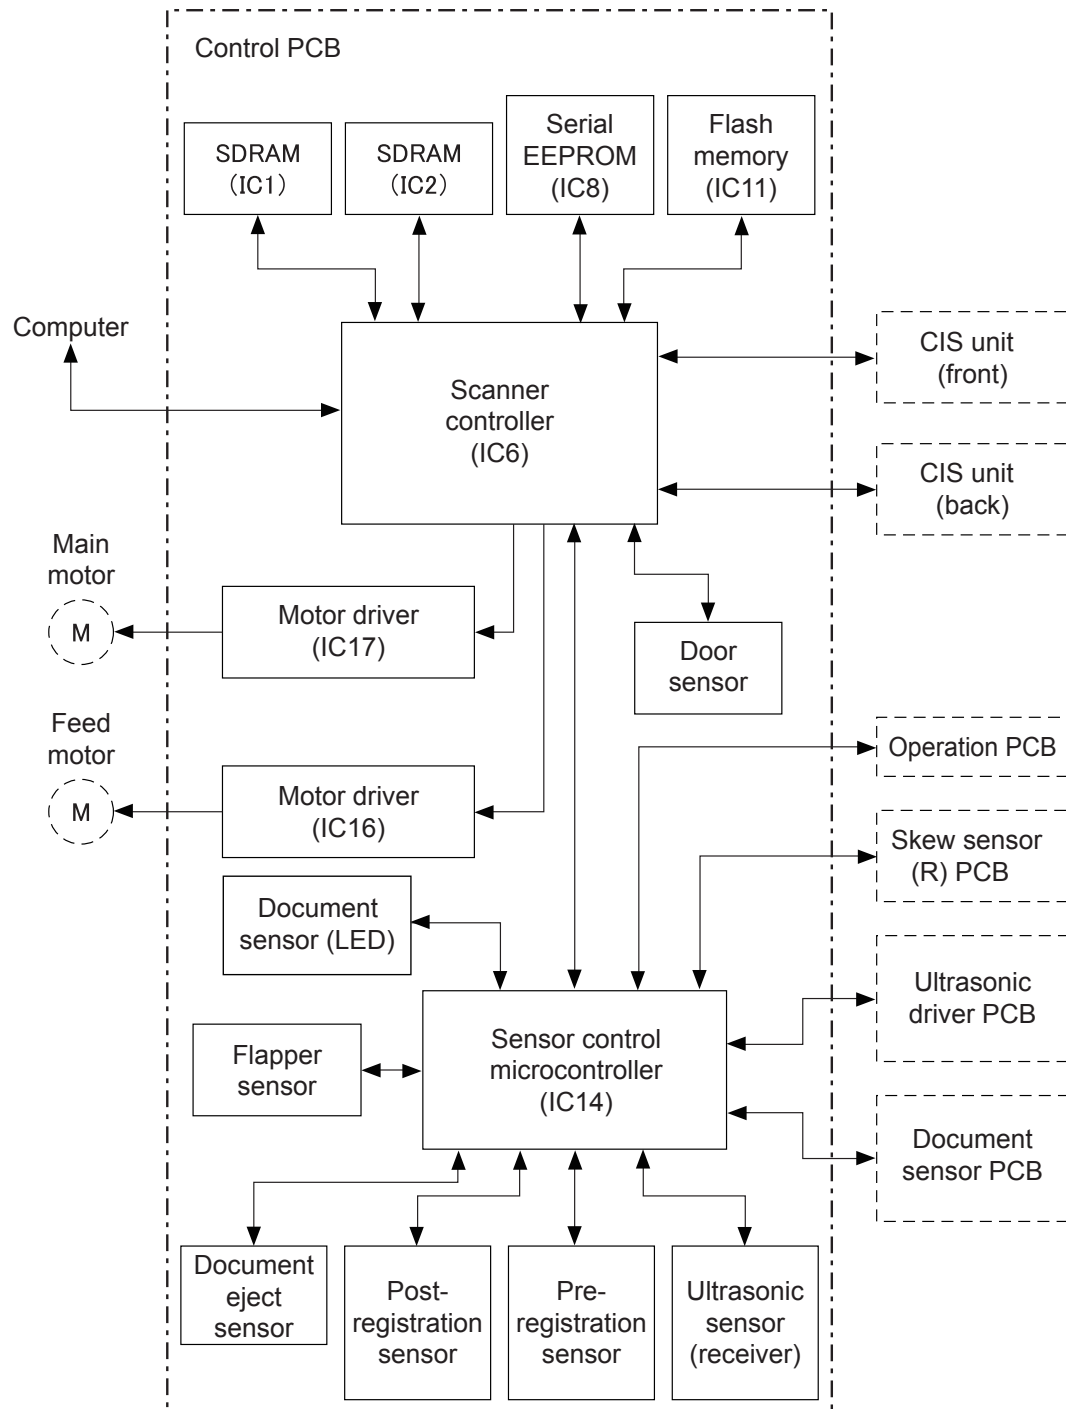 Control PCB
SDRAM
(IC1)
SDRAM
(IC2)
Serial
EEPROM
(IC8)
Flash
memory
(IC11)
Computer
Scanner
controller
(IC6)
CIS unit
(front)
CIS unit
(back)
Main
motor
M
Motor driver
(IC17)
Door
sensor
Feed
motor
M
Motor driver
(IC16)
Operation PCB
Skew sensor
(R) PCB
Document
sensor (LED)
Ultrasonic
driver PCB
Flapper
sensor
Sensor control
microcontroller
(IC14)
Document
sensor PCB
Document
eject
sensor
Post-
registration
sensor
Pre-
registration
sensor
Ultrasonic
sensor
(receiver)